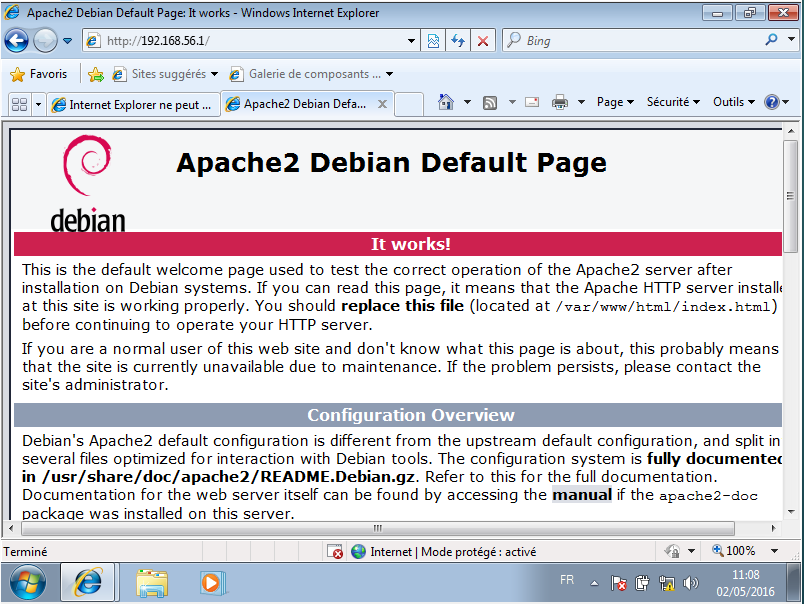 Apache2 Debian Default Page: It works - Windows Internet Explorer
http://192.168.56.1/
Bing
Favoris
Sites suggérés
Galerie de composants ...
Internet Explorer ne peut ...
Apache2 Debian Defa...
Page
Sécurité
Outils
Apache2 Debian Default Page
debian
It works!
This is the default welcome page used to test the correct operation of the Apache2 server after
installation on Debian systems. If you can read this page, it means that the Apache HTTP server installe
at this site is working properly. You should replace this file (located at /var/www/html/index.html)
before continuing to operate your HTTP server.
If you are a normal user of this web site and don't know what this page is about, this probably means
that the site is currently unavailable due to maintenance. If the problem persists, please contact the
site's administrator.
Configuration Overview
Debian's Apache2 default configuration is different from the upstream default configuration, and split in
several files optimized for interaction with Debian tools. The configuration system is fully documented
in /usr/share/doc/apache2/README.Debian.gz. Refer to this for the full documentation.
Documentation for the web server itself can be found by accessing the manual if the apache2-doc
package was installed on this server.
Terminé
Internet | Mode protégé : activé
100%
FR
11:08
02/05/2016